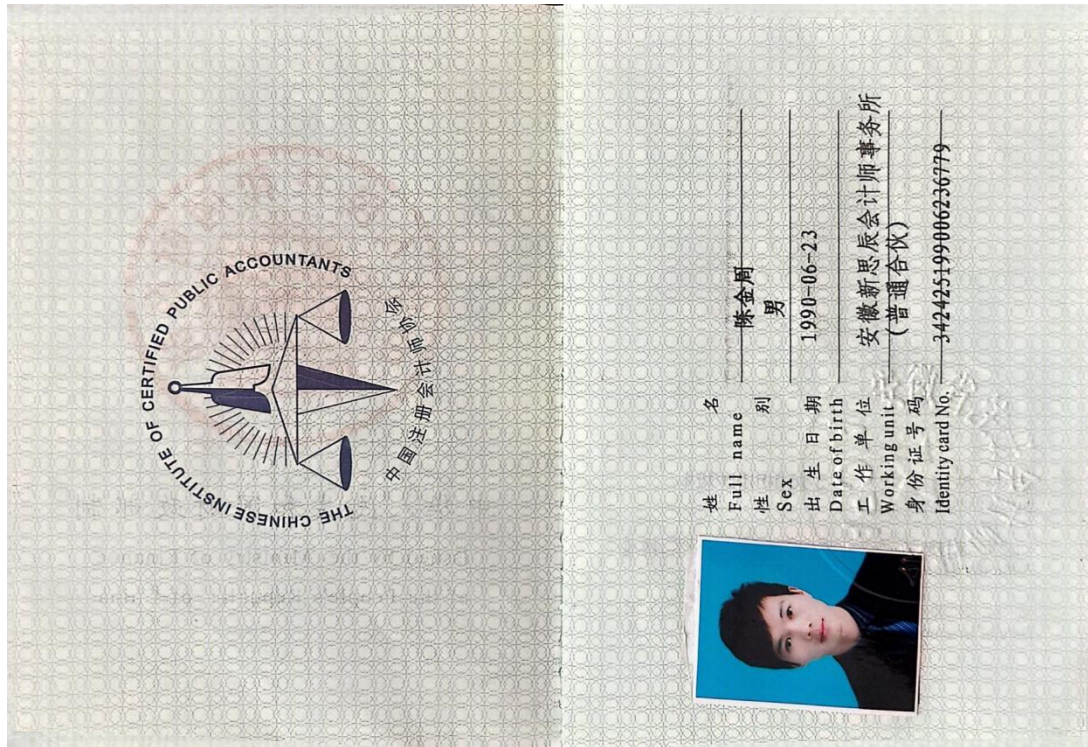 THE CHINESE INSTITUTE OF CERTIFIED PUBLIC ACCOUNTANTS
中国注册会计师协会
姓 名 陈金周
Full name
性 别 男
Sex
出生日期 1990-06-23
Date of birth
工作单位 安徽新思辰会计师事务所
Working unit (普通合伙)
身份证号码 342425199006236779
Identity card No.